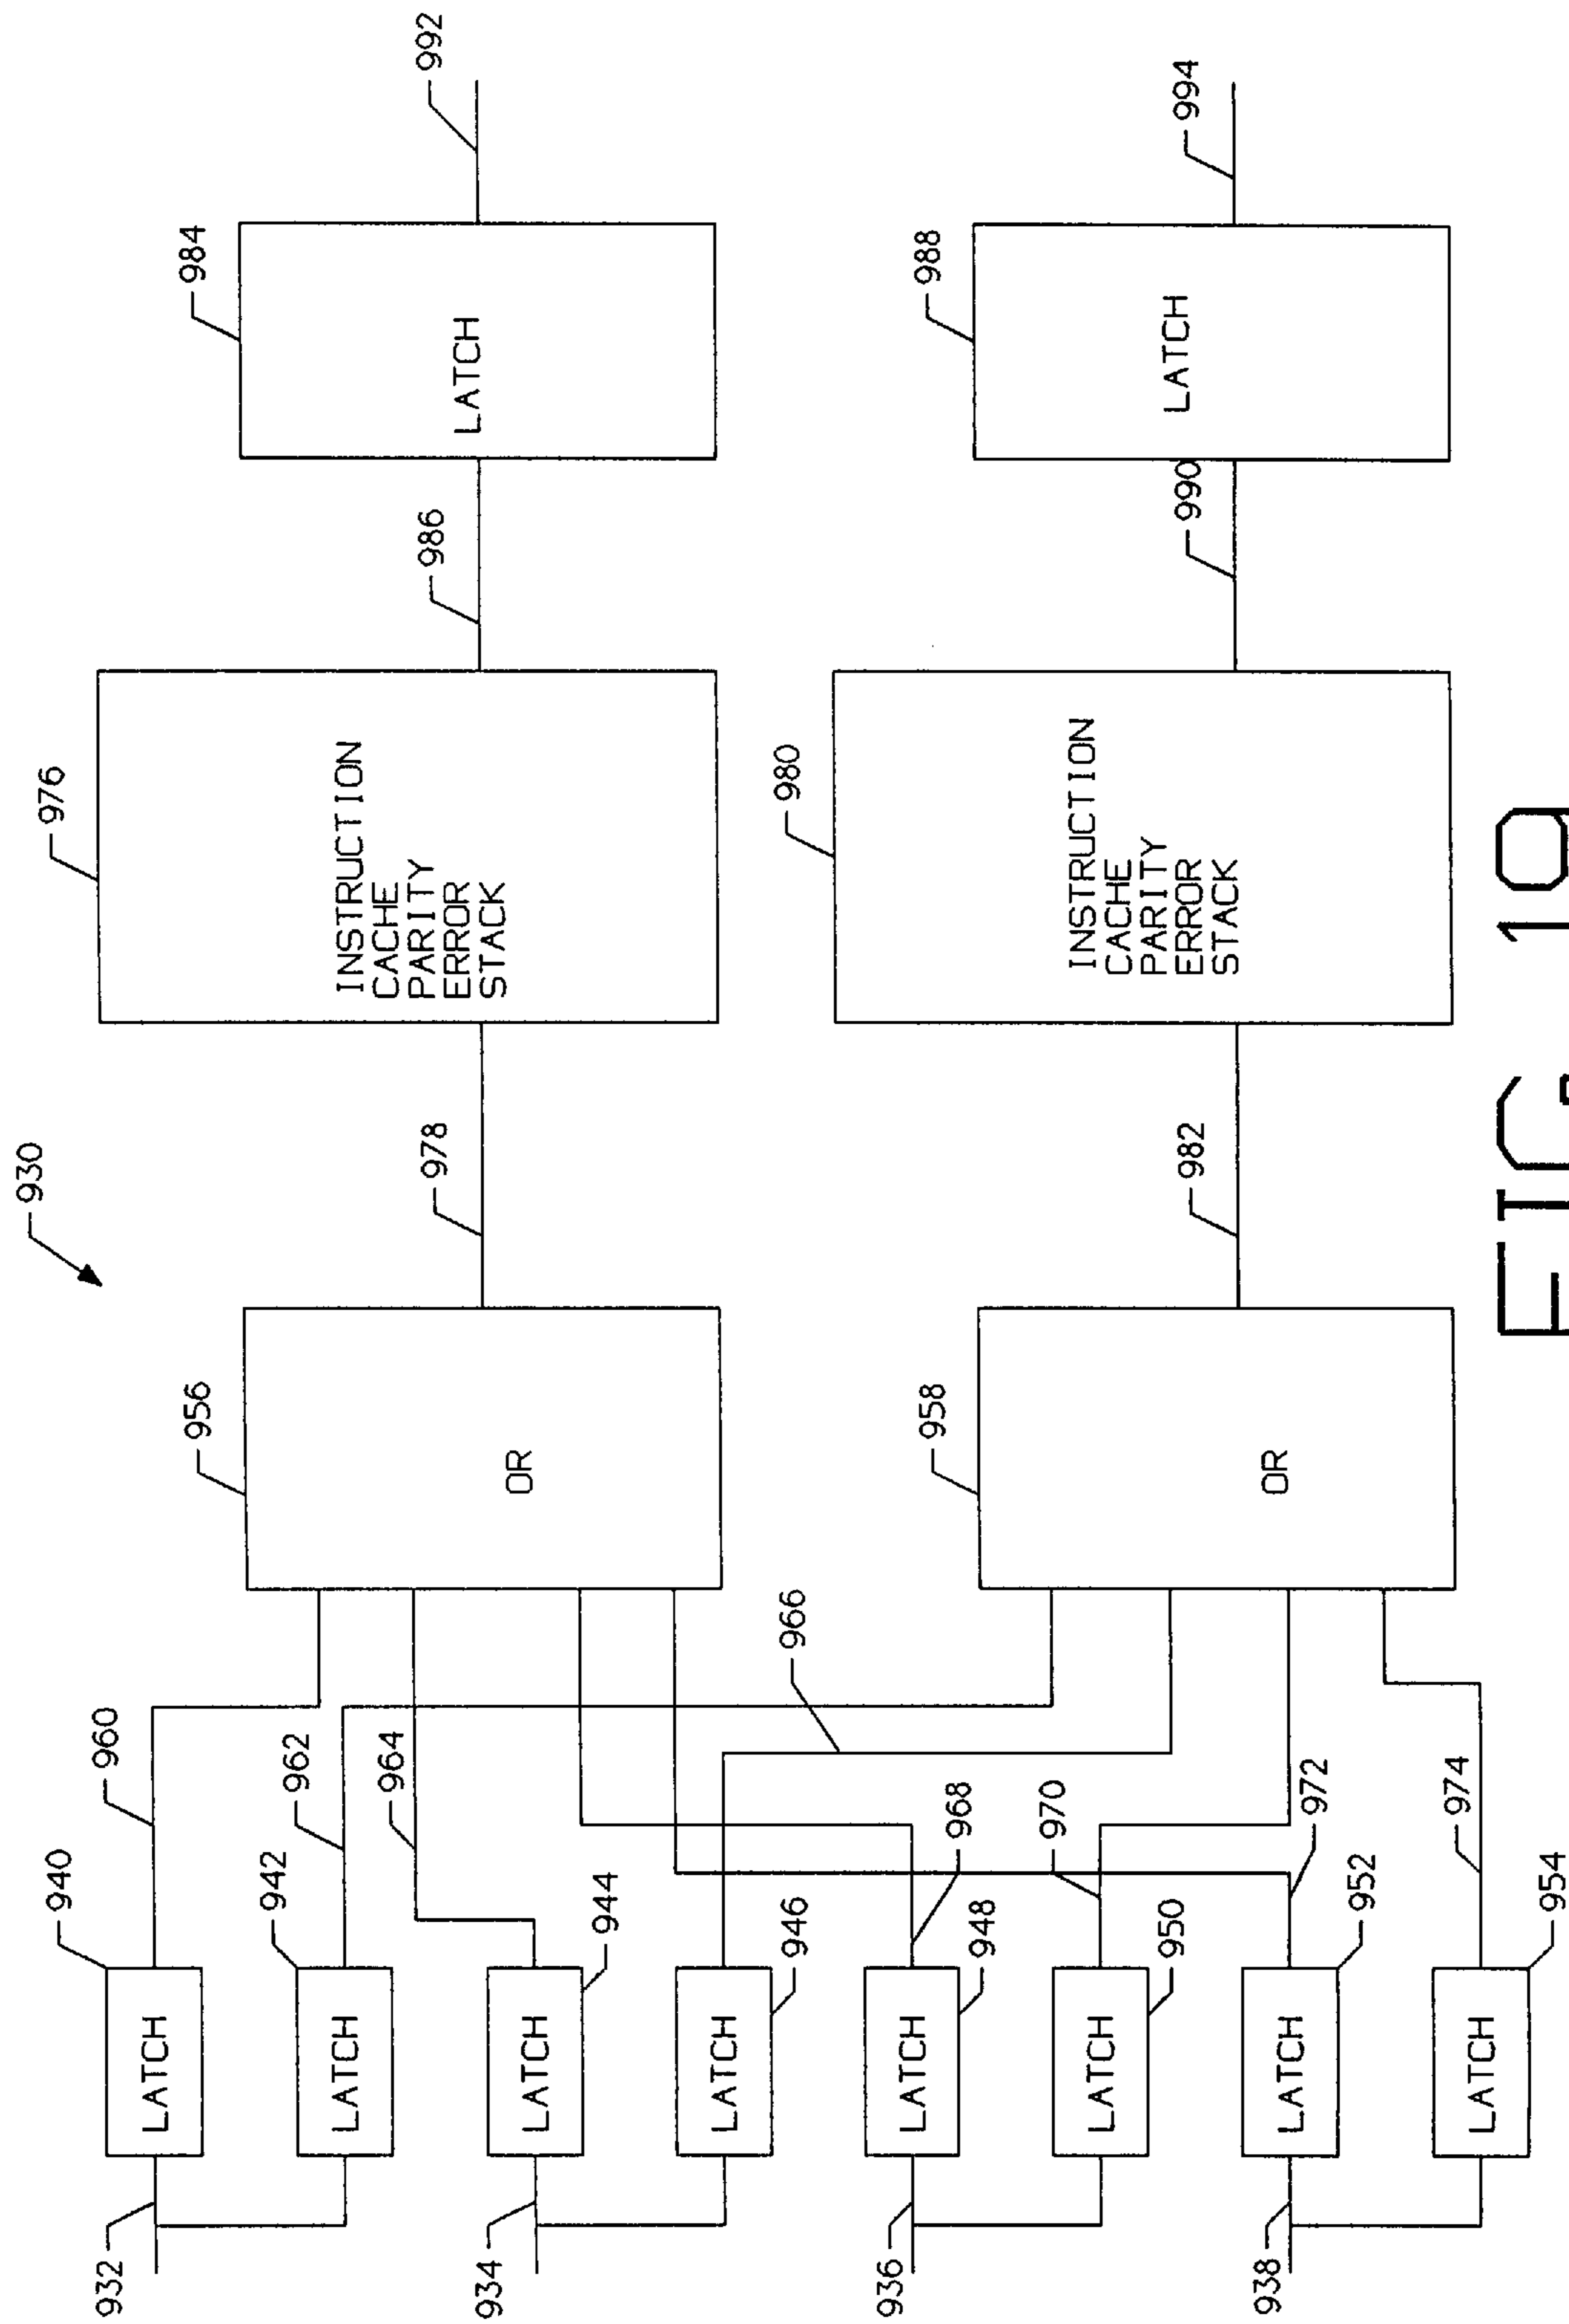 930
932
934
936
938
940
LATCH
942
LATCH
944
LATCH
946
LATCH
948
LATCH
950
LATCH
952
LATCH
954
LATCH
960
962
964
966
968
970
972
974
956
OR
958
OR
978
982
976
INSTRUCTION
CACHE
PARITY
ERROR
STACK
980
INSTRUCTION
CACHE
PARITY
ERROR
STACK
986
990
984
LATCH
988
LATCH
992
994